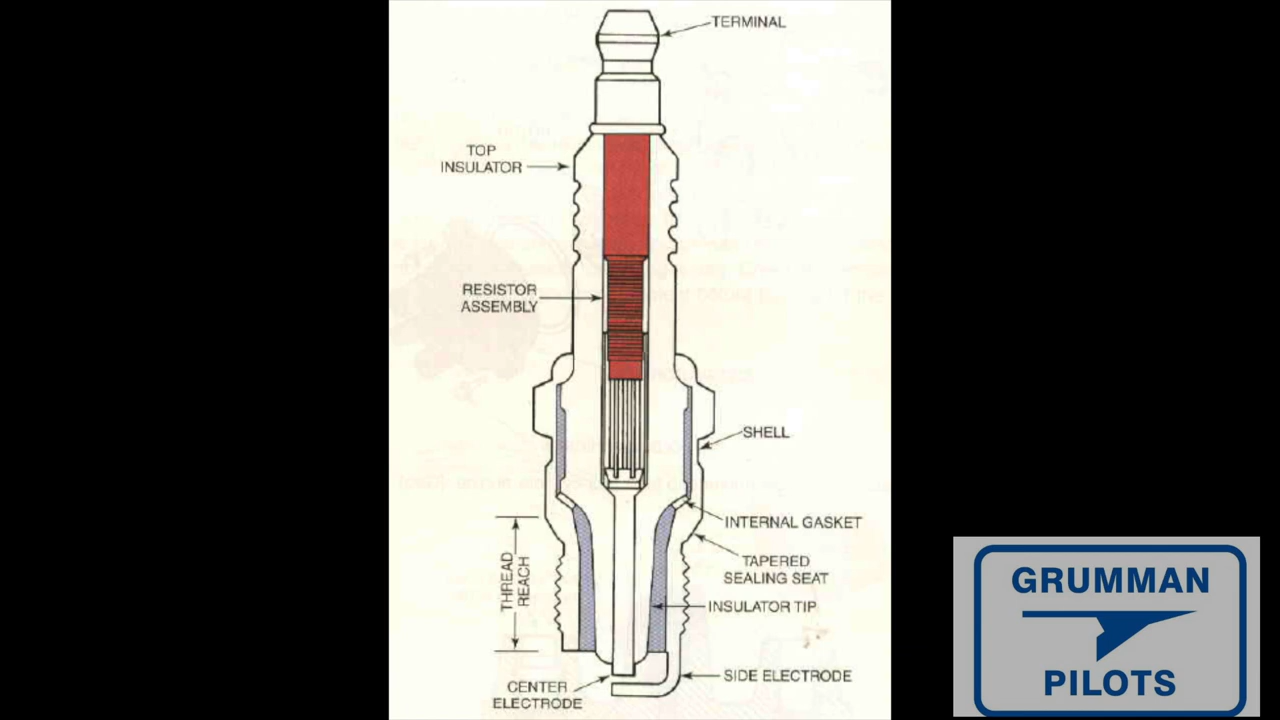 TERMINAL
TOP
INSULATOR
RESISTOR
ASSEMBLY
SHELL
INTERNAL GASKET
TAPERED
SEALING SEAT
THREAD
REACH
INSULATOR TIP
SIDE ELECTRODE
CENTER
ELECTRODE
GRUMMAN
PILOTS